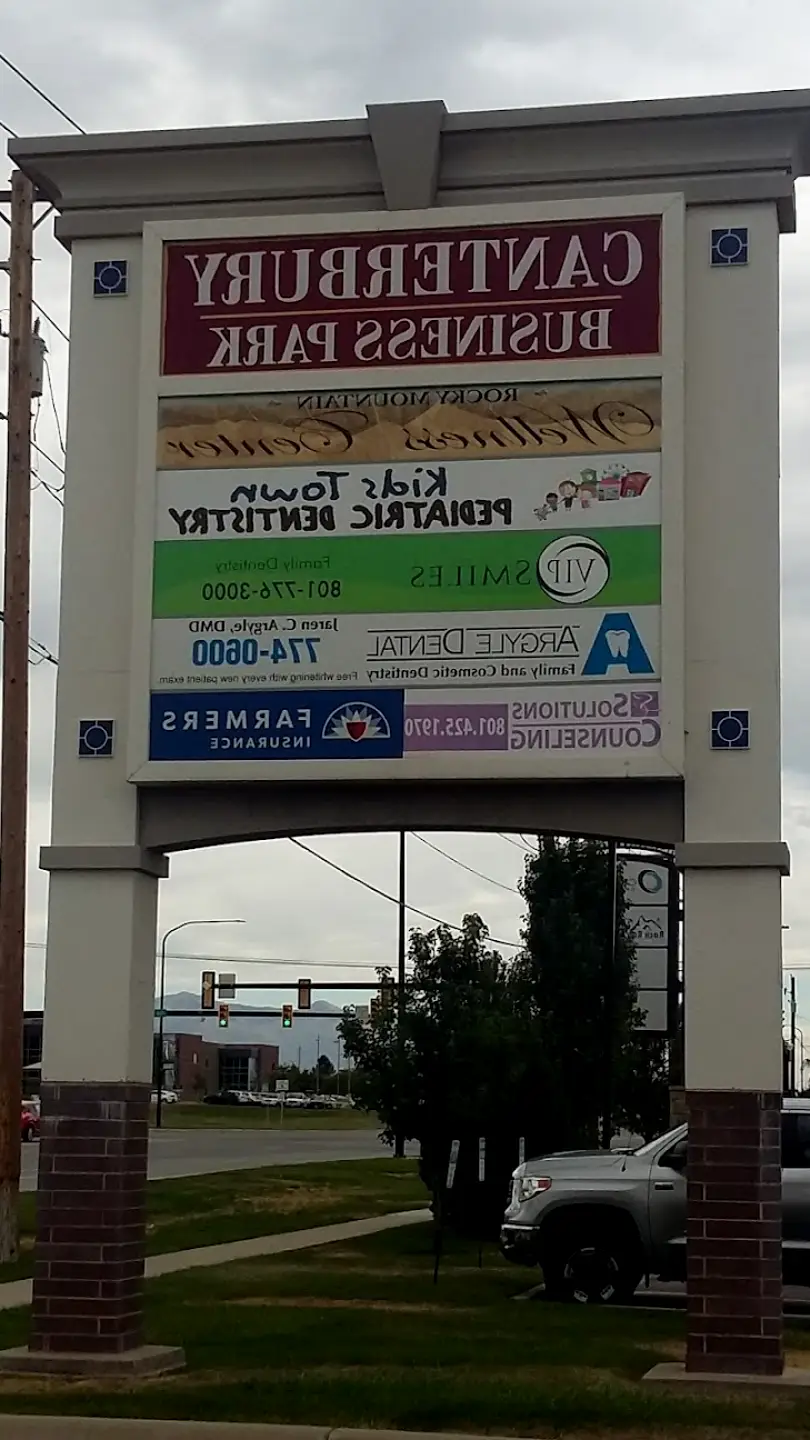 CANTERBURY
BUSINESS PARK
~ ROCKY MOUNTAIN ~
Wellness Center
Kids Town
PEDIATRIC DENTISTRY
VIP SMILES
Family Dentistry
801-776-3000
A ARGYLE DENTAL
Family and Cosmetic Dentistry
Jaren C. Argyle, DMD
774-0600
Free whitening with every new patient exam.
SOLUTIONS
COUNSELING
801.425.1970
FARMERS
INSURANCE